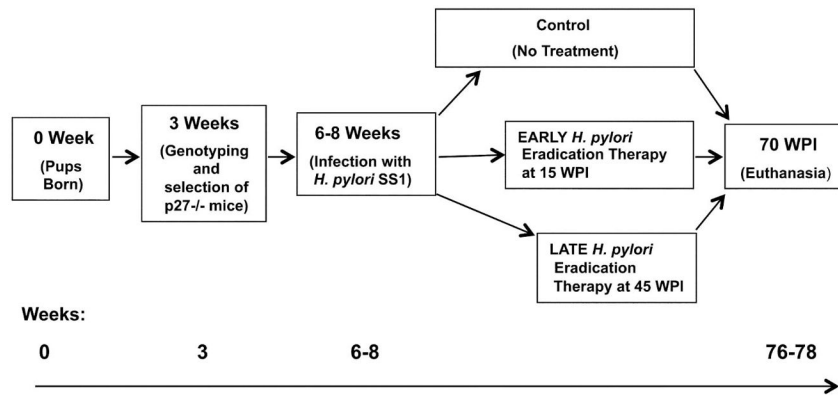 Control
(No Treatment)
0 Week
(Pups
Born)
3 Weeks
(Genotyping
and
selection of
p27-/- mice)
6-8 Weeks
(Infection with
H. pylori SS1)
EARLY H. pylori
Eradication Therapy
at 15 WPI
LATE H. pylori
Eradication
Therapy at 45 WPI
70 WPI
(Euthanasia)
Weeks:
0
3
6-8
76-78